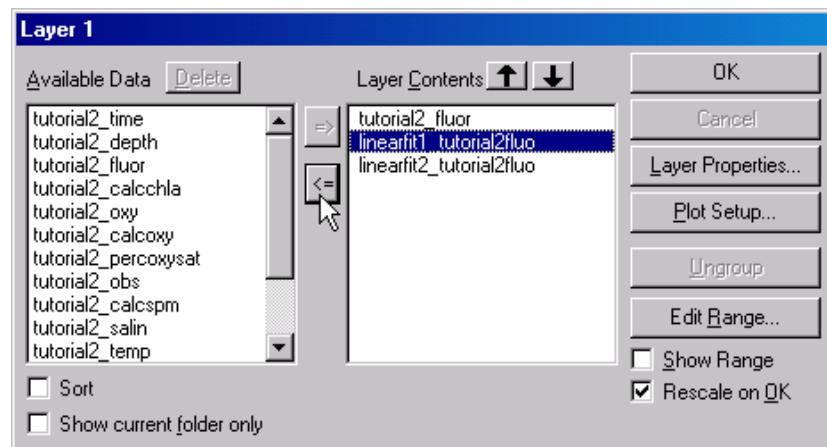 Layer 1
Available Data
Delete
Layer Contents
OK
tutorial2_time
tutorial2_depth
tutorial2_fluor
tutorial2_calcchla
tutorial2_oxy
tutorial2_calcoxy
tutorial2_percoxysat
tutorial2_obs
tutorial2_calcspm
tutorial2_salin
tutorial2_temp
=>
<=
tutorial2_fluor
linearfit1_tutorial2fluo
linearfit2_tutorial2fluo
Cancel
Layer Properties...
Plot Setup...
Ungroup
Edit Range...
Show Range
Rescale on OK
Sort
Show current folder only